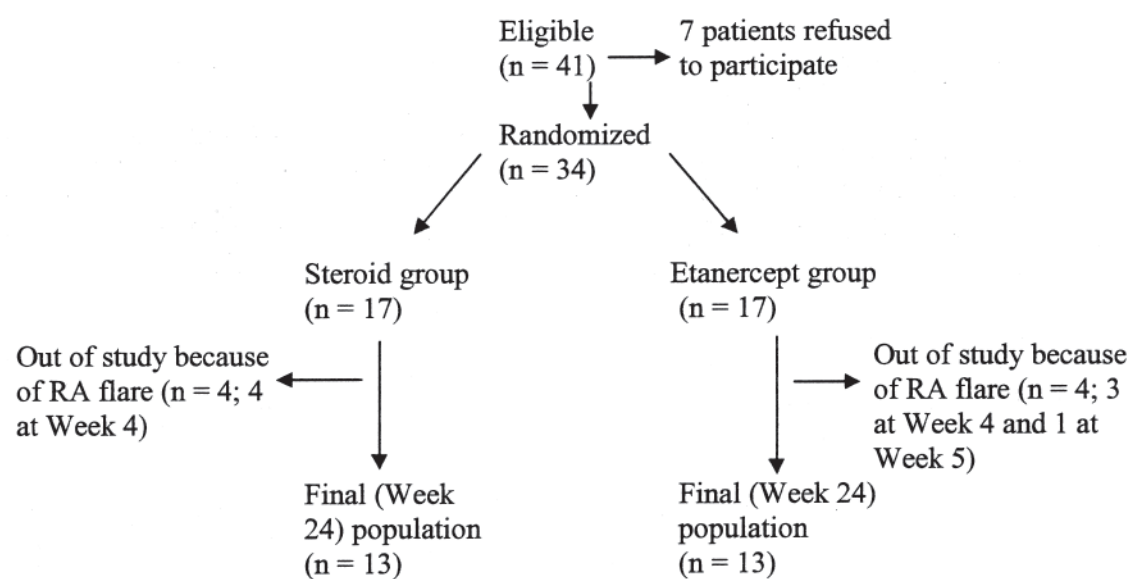 Eligible
(n = 41)
7 patients refused
to participate
Randomized
(n = 34)
Steroid group
(n = 17)
Etanercept group
(n = 17)
Out of study because
of RA flare (n = 4; 4
at Week 4)
Out of study because
of RA flare (n = 4; 3
at Week 4 and 1 at
Week 5)
Final (Week
24) population
(n = 13)
Final (Week 24)
population
(n = 13)